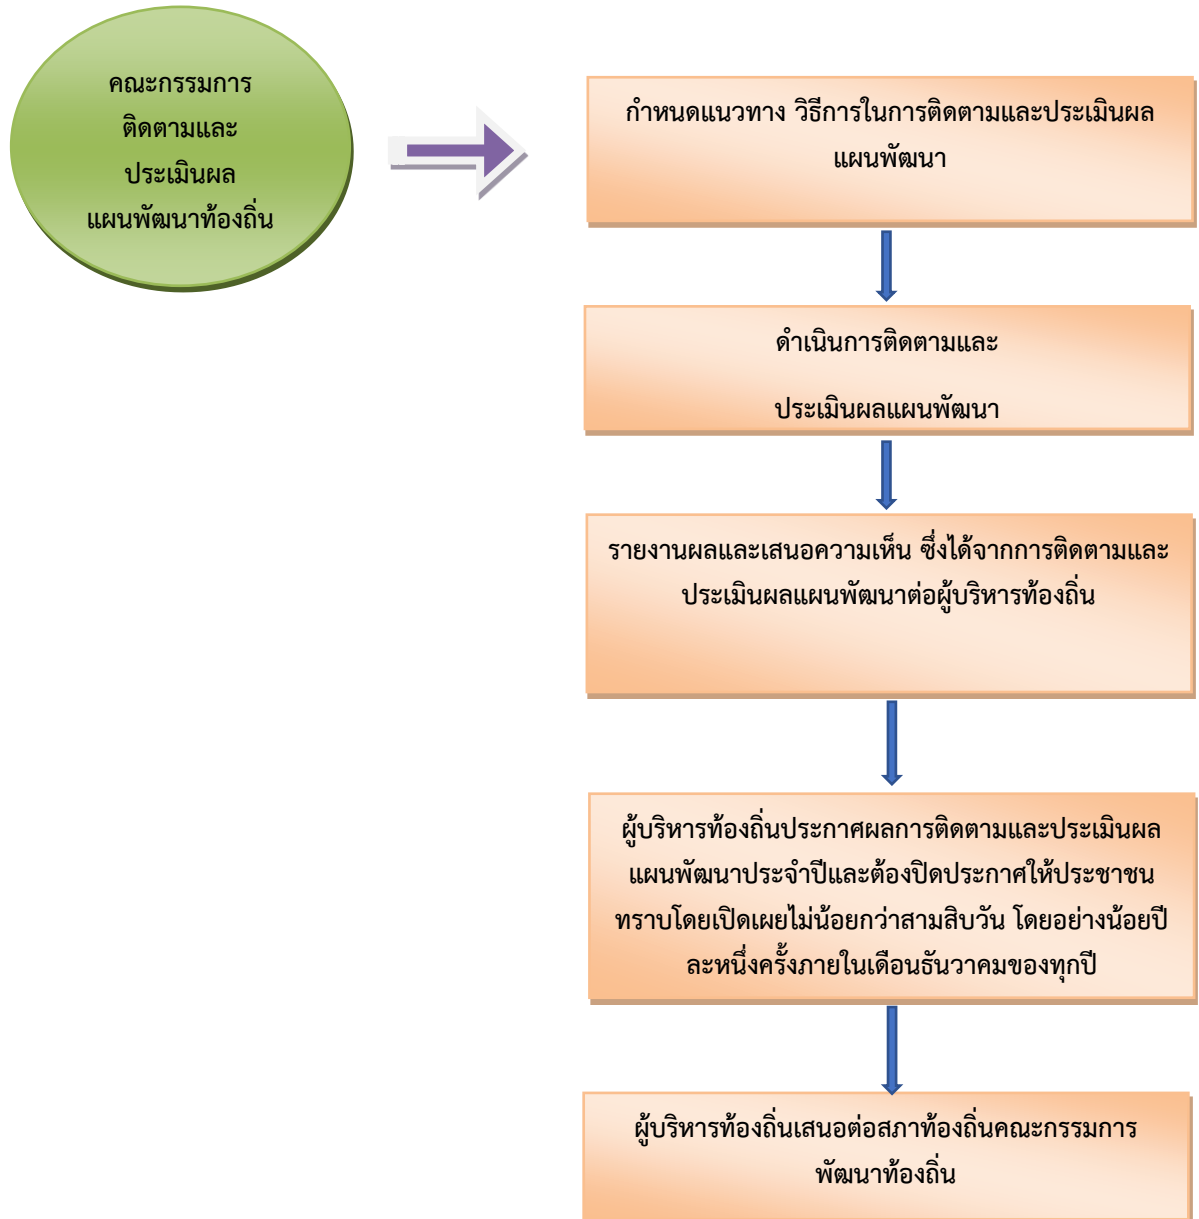 คณะกรรมการ
ติดตามและ
ประเมินผล
แผนพัฒนาท้องถิ่น
กำหนดแนวทาง วิธีการในการติดตามและประเมินผล
แผนพัฒนา
ดำเนินการติดตามและ
ประเมินผลแผนพัฒนา
รายงานผลและเสนอความเห็น ซึ่งได้จากการติดตามและ
ประเมินผลแผนพัฒนาต่อผู้บริหารท้องถิ่น
ผู้บริหารท้องถิ่นประกาศผลการติดตามและประเมินผล
แผนพัฒนาประจำปีและต้องปิดประกาศให้ประชาชน
ทราบโดยเปิดเผยไม่น้อยกว่าสามสิบวัน โดยอย่างน้อยปี
ละหนึ่งครั้งภายในเดือนธันวาคมของทุกปี
ผู้บริหารท้องถิ่นเสนอต่อสภาท้องถิ่นคณะกรรมการ
พัฒนาท้องถิ่น